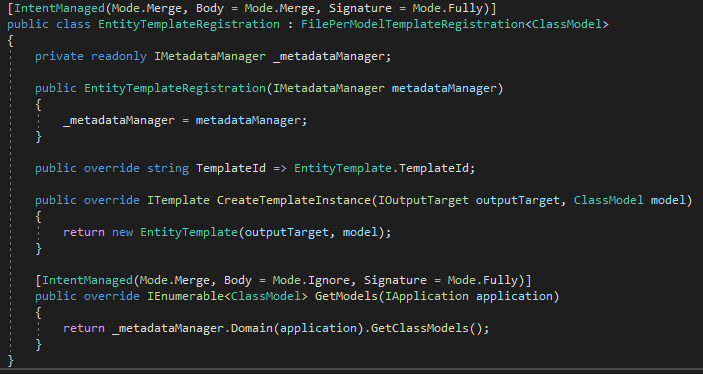 [IntentManaged(Mode.Merge, Body = Mode.Merge, Signature = Mode.Fully)]
public class EntityTemplateRegistration : FilePerModelTemplateRegistration<ClassModel>
{
    private readonly IMetadataManager _metadataManager;

    public EntityTemplateRegistration(IMetadataManager metadataManager)
    {
        _metadataManager = metadataManager;
    }

    public override string TemplateId => EntityTemplate.TemplateId;

    public override ITemplate CreateTemplateInstance(IOutputTarget outputTarget, ClassModel model)
    {
        return new EntityTemplate(outputTarget, model);
    }

    [IntentManaged(Mode.Merge, Body = Mode.Ignore, Signature = Mode.Fully)]
    public override IEnumerable<ClassModel> GetModels(IApplication application)
    {
        return _metadataManager.Domain(application).GetClassModels();
    }
}